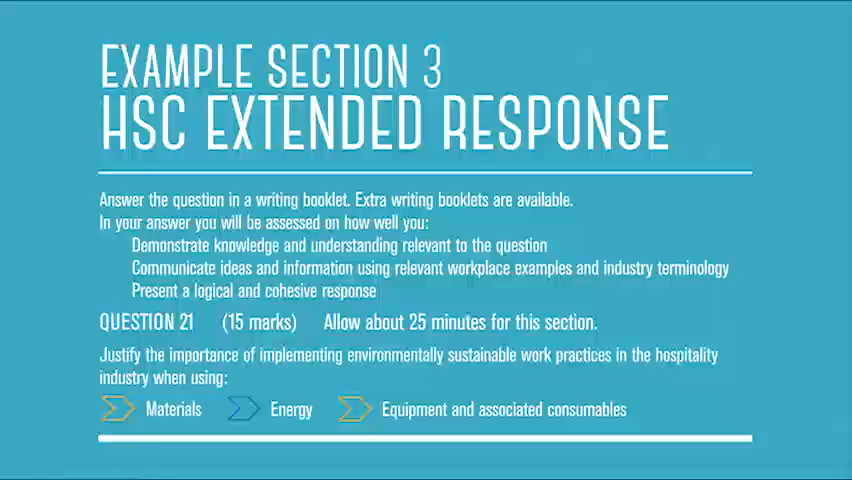 EXAMPLE SECTION 3
HSC EXTENDED RESPONSE
Answer the question in a writing booklet. Extra writing booklets are available.
In your answer you will be assessed on how well you:
Demonstrate knowledge and understanding relevant to the question
Communicate ideas and information using relevant workplace examples and industry terminology
Present a logical and cohesive response
QUESTION 21 (15 marks) Allow about 25 minutes for this section.
Justify the importance of implementing environmentally sustainable work practices in the hospitality
industry when using:
Materials Energy Equipment and associated consumables